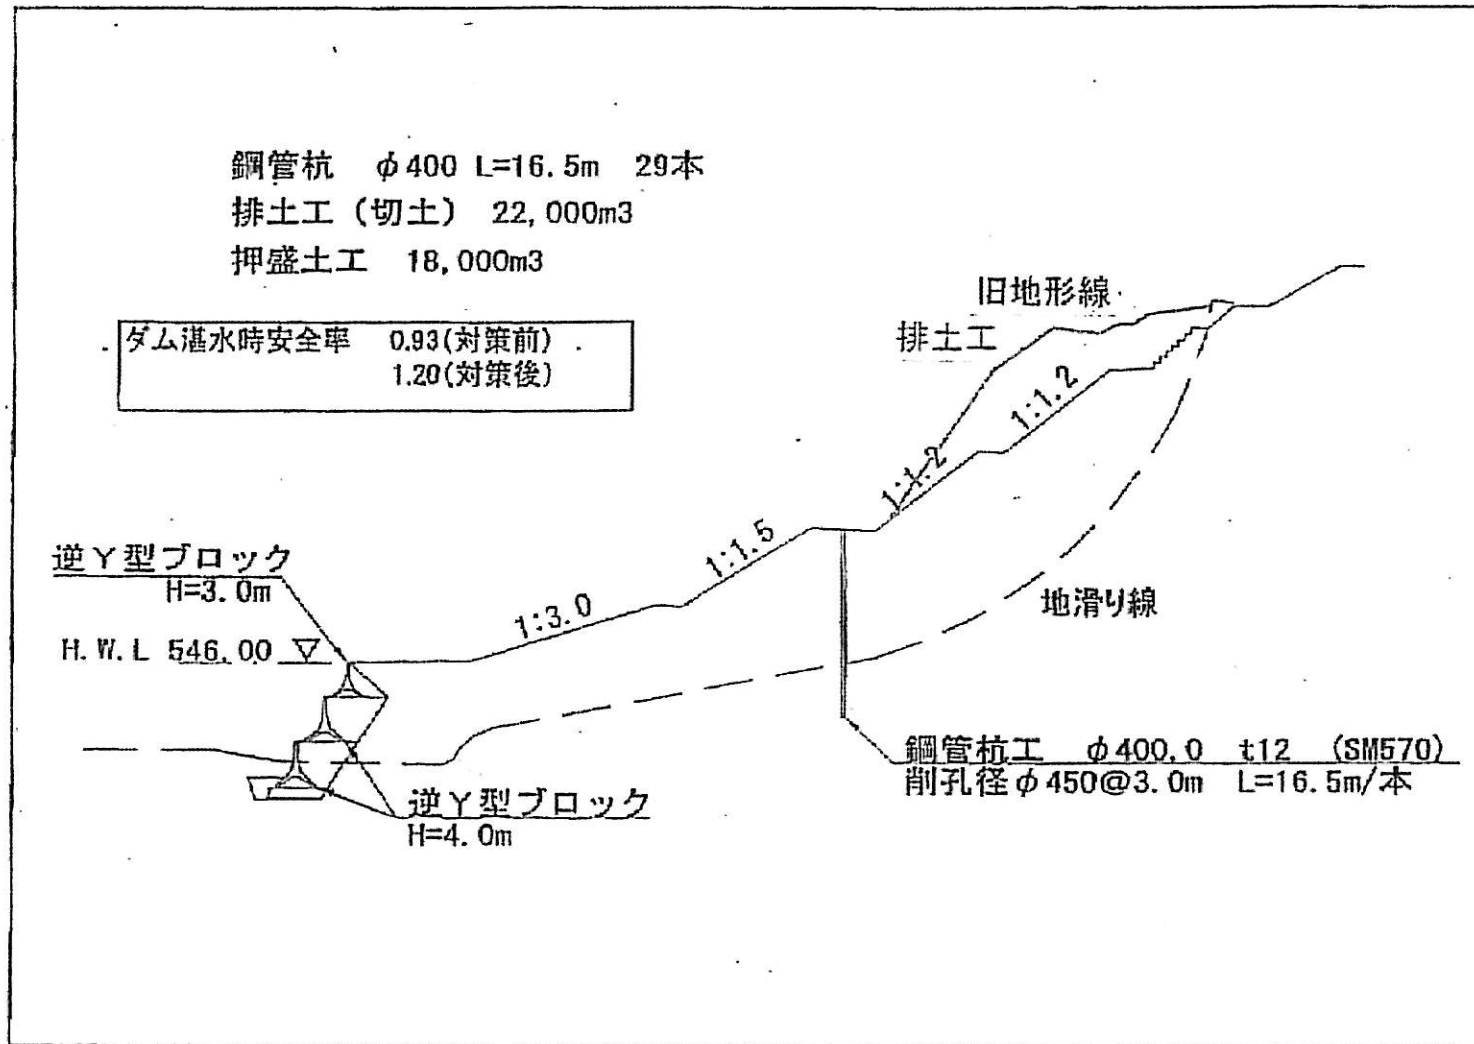 鋼管杭 φ400 L=16.5m 29本
排土工（切土） 22,000m3
押盛土工 18,000m3
ダム湛水時安全率 0.93(対策前)
1.20(対策後)
旧地形線
排土工
1:1.2
1:1.2
1:1.5
1:3.0
逆Y型ブロック
H=3.0m
H.W.L 546.00
地滑り線
鋼管杭工 φ400.0 t12 (SM570)
削孔径φ450@3.0m L=16.5m/本
逆Y型ブロック
H=4.0m